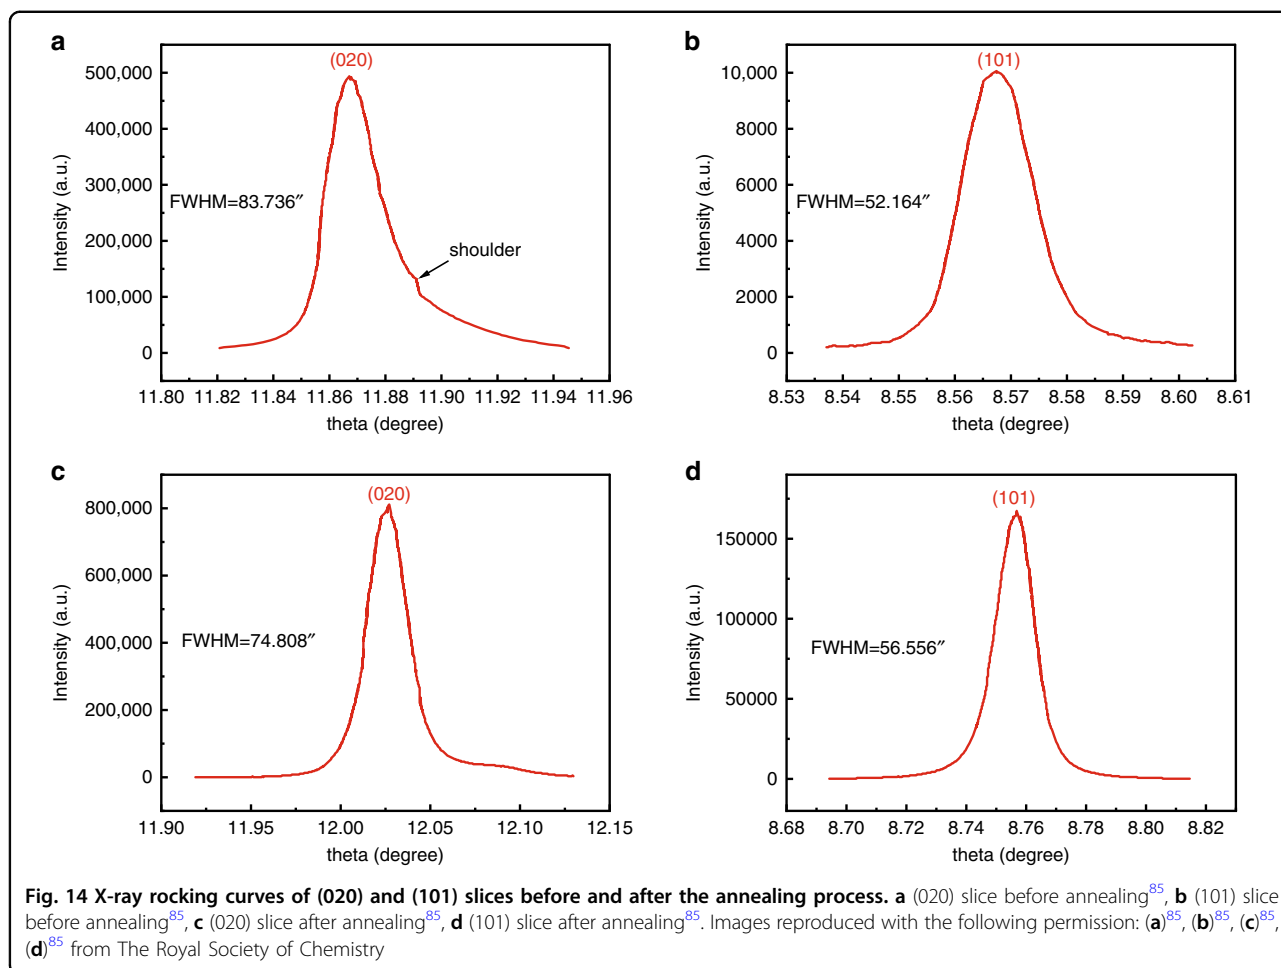 a
(020)
500,000
400,000
300,000
200,000
100,000
0
Intensity (a.u.)
FWHM=83.736″
shoulder
11.80 11.82 11.84 11.86 11.88 11.90 11.92 11.94 11.96
theta (degree)
b
(101)
10,000
8000
6000
4000
2000
0
Intensity (a.u.)
FWHM=52.164″
8.53 8.54 8.55 8.56 8.57 8.58 8.59 8.60 8.61
theta (degree)
c
(020)
800,000
600,000
400,000
200,000
0
Intensity (a.u.)
FWHM=74.808″
11.90 11.95 12.00 12.05 12.10 12.15
theta (degree)
d
(101)
150000
100000
50000
0
Intensity (a.u.)
FWHM=56.556″
8.68 8.70 8.72 8.74 8.76 8.78 8.80 8.82
theta (degree)
Fig. 14 X-ray rocking curves of (020) and (101) slices before and after the annealing process. a (020) slice before annealing85, b (101) slice
before annealing85, c (020) slice after annealing85, d (101) slice after annealing85. Images reproduced with the following permission: (a)85, (b)85, (c)85,
(d)85 from The Royal Society of Chemistry